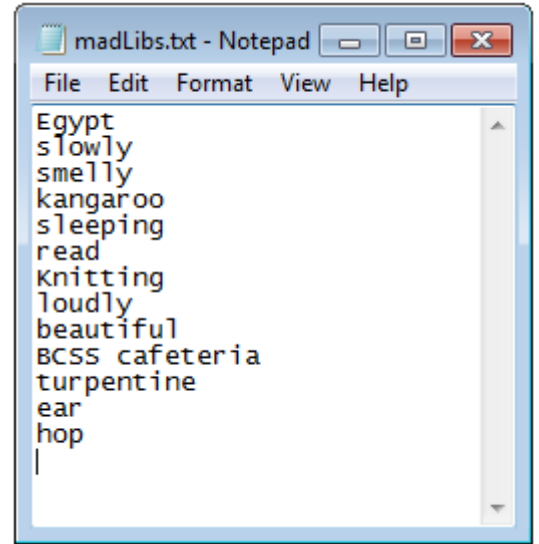 madLibs.txt - Notepad
File Edit Format View Help
Egypt
slowly
smelly
kangaroo
sleeping
read
Knitting
loudly
beautiful
BCSS cafeteria
turpentine
ear
hop